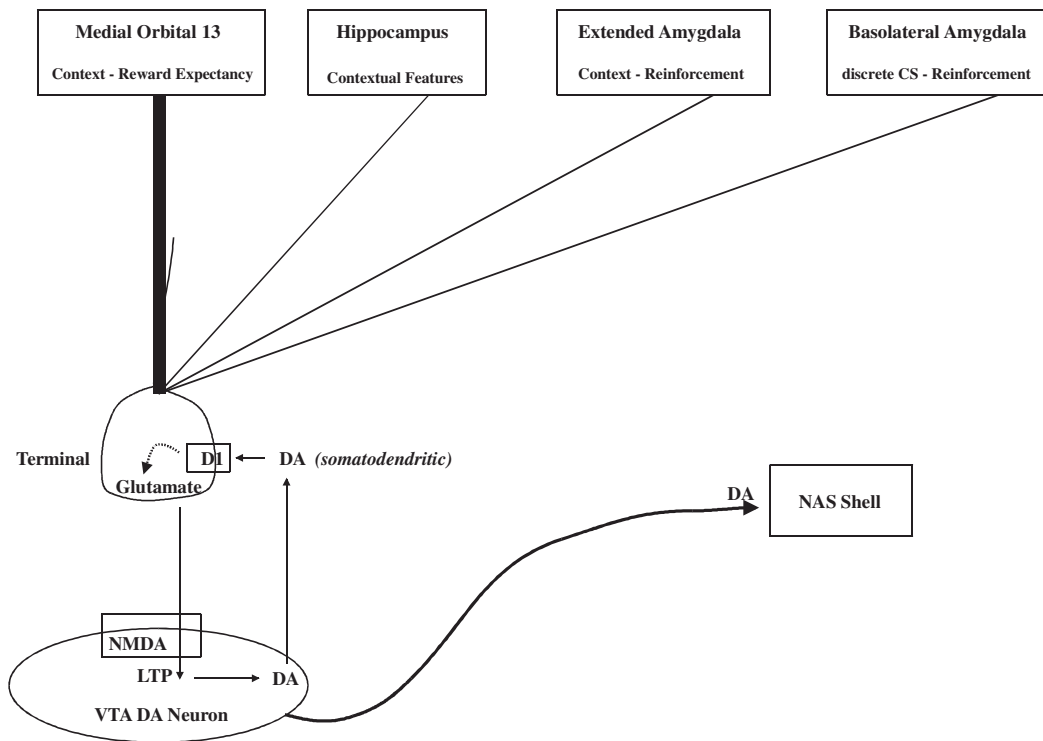 Medial Orbital 13
Context - Reward Expectancy
Hippocampus
Contextual Features
Extended Amygdala
Context - Reinforcement
Basolateral Amygdala
discrete CS - Reinforcement
Terminal
D1
DA (somatodendritic)
Glutamate
DA
NAS Shell
NMDA
LTP
DA
VTA DA Neuron